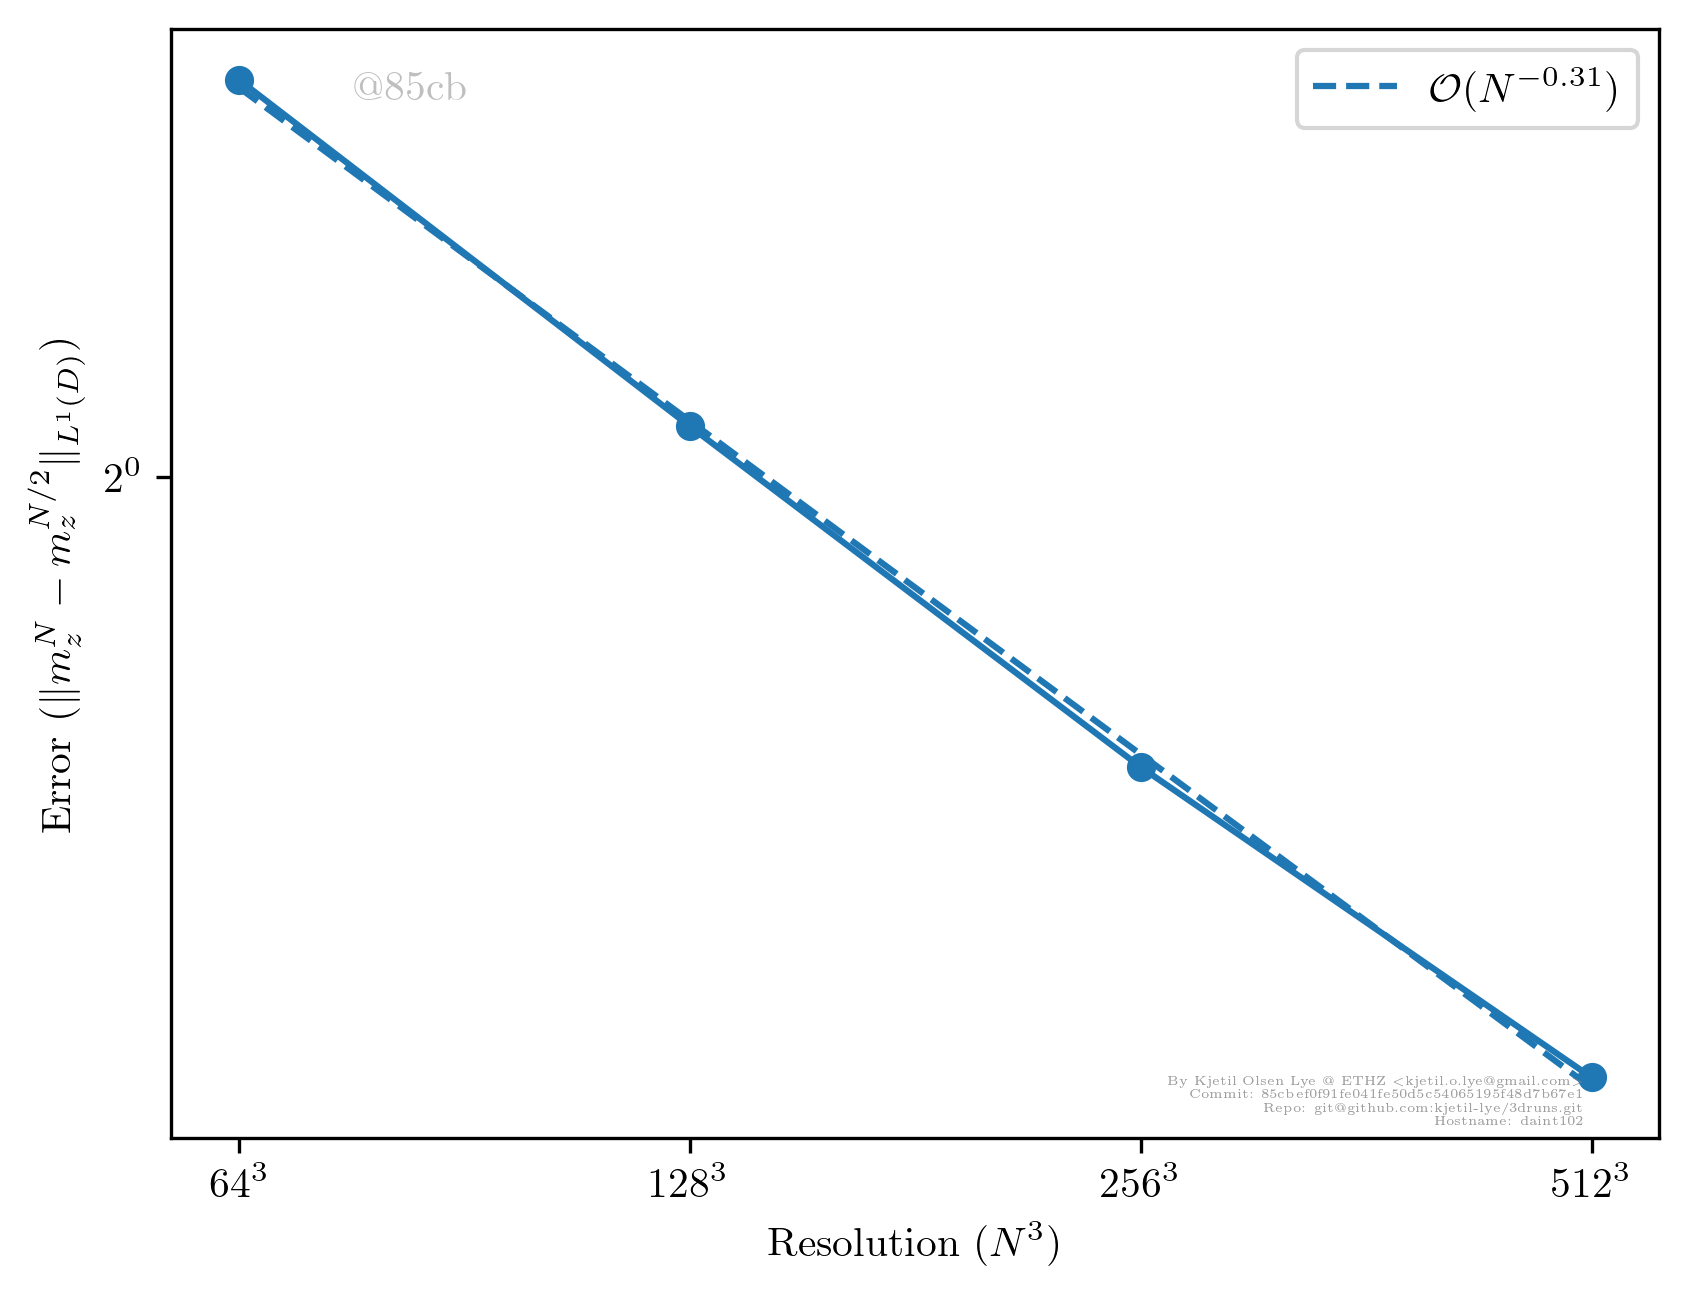 @85cb
𝒪(N^{-0.31})
Error (||m_z^N − m_z^{N/2}||_{L^1(D)})
2^0
By Kjetil Olsen Lye @ ETHZ <kjetil.o.lye@gmail.com>
Commit: 85cbef0f91fe041fe50d5c54065195f48d7b67e1
Repo: git@github.com:kjetil-lye/3druns.git
Hostname: daint102
64^3 128^3 256^3 512^3
Resolution (N^3)